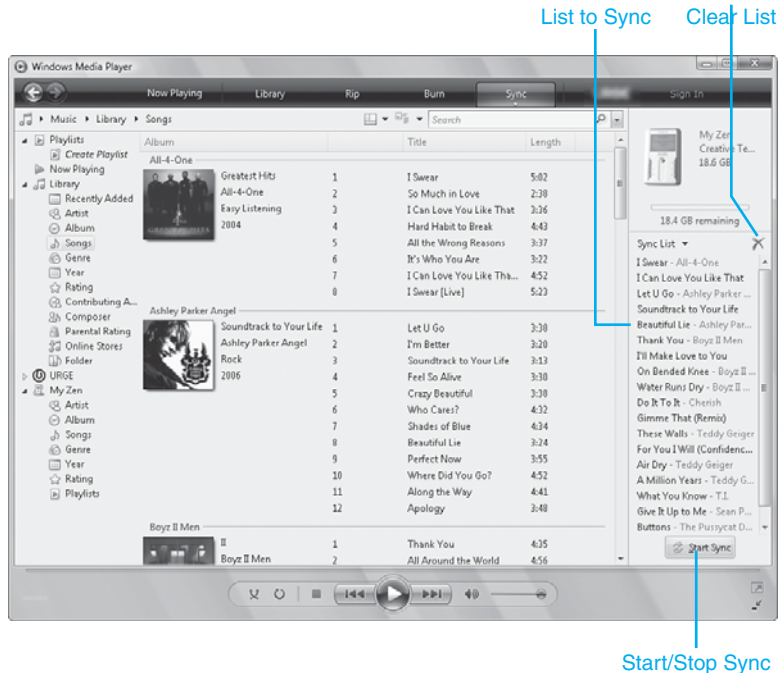 List to Sync Clear List
Windows Media Player
Now Playing Library Rip Burn Sync Sign In
Music Library Songs Search
Playlists
Create Playlist
Now Playing
Library
Recently Added
Artist
Album
Songs
Genre
Year
Rating
Contributing A...
Composer
Parental Rating
Online Stores
Folder
URGE
My Zen
Artist
Album
Songs
Genre
Year
Rating
Playlists
Album Title Length
All-4-One
Greatest Hits 1 I Swear 5:02
All-4-One 2 So Much in Love 2:30
Easy Listening 3 I Can Love You Like That 3:36
2004 4 Hard Habit to Break 4:43
5 All the Wrong Reasons 3:37
6 It's Who You Are 3:22
7 I Can Love You Like Tha... 4:52
8 I Swear [Live] 5:23
Ashley Parker Angel
Soundtrack to Your Life 1 Let U Go 3:30
Ashley Parker Angel 2 I'm Better 3:20
Rock 3 Soundtrack to Your Life 3:13
2006 4 Feel So Alive 3:30
5 Crazy Beautiful 3:30
6 Who Cares? 4:32
7 Shades of Blue 4:34
8 Beautiful Lie 3:24
9 Perfect Now 3:55
10 Where Did You Go? 4:52
11 Along the Way 4:41
12 Apology 3:48
Boyz II Men
II 1 Thank You 4:35
Boyz II Men 2 All Around the World 4:56
My Zen
Creative Te...
18.6 GB
18.4 GB remaining
Sync List
I Swear - All-4-One
I Can Love You Like That
Let U Go - Ashley Parker ...
Soundtrack to Your Life
Beautiful Lie - Ashley Par...
Thank You - Boyz II Men
I'll Make Love to You
On Bended Knee - Boyz II ...
Water Runs Dry - Boyz II ...
Do It To It - Cherish
Gimme That (Remix)
These Walls - Teddy Geiger
For You I Will (Confidenc...
Air Dry - Teddy Geiger
A Million Years - Teddy G...
What You Know - T.I.
Give It Up to Me - Sean P...
Buttons - The Pussycat D...
Start Sync
Start/Stop Sync